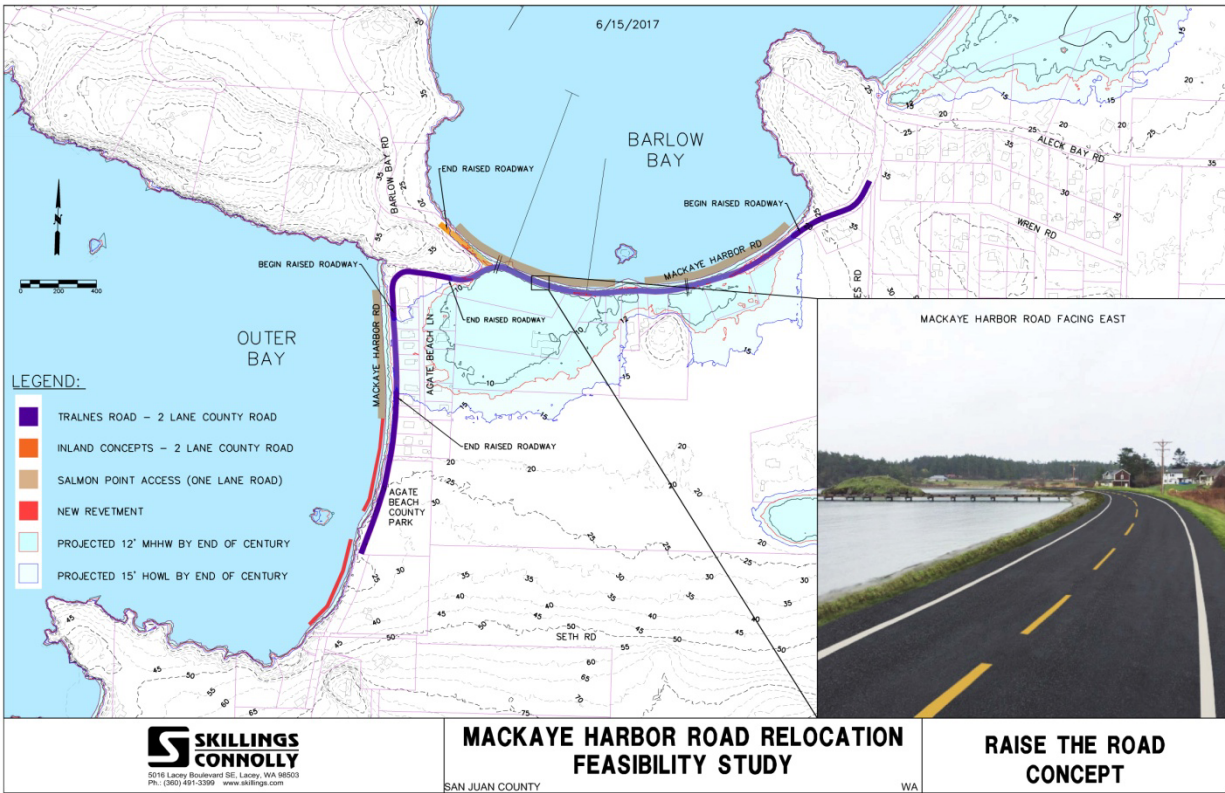 6/15/2017
BARLOW
BAY
BARLOW BAY RD
END RAISED ROADWAY
BEGIN RAISED ROADWAY
ALECK BAY RD
WREN RD
MACKAYE HARBOR RD
ES RD
N
0 200 400
BEGIN RAISED ROADWAY
END RAISED ROADWAY
OUTER
BAY
MACKAYE HARBOR RD
AGATE BEACH LN
END RAISED ROADWAY
AGATE
BEACH
COUNTY
PARK
SETH RD
LEGEND:
TRALNES ROAD - 2 LANE COUNTY ROAD
INLAND CONCEPTS - 2 LANE COUNTY ROAD
SALMON POINT ACCESS (ONE LANE ROAD)
NEW REVETMENT
PROJECTED 12' MHHW BY END OF CENTURY
PROJECTED 15' HOWL BY END OF CENTURY
MACKAYE HARBOR ROAD FACING EAST
SKILLINGS
CONNOLLY
5016 Lacey Boulevard SE, Lacey, WA 98503
Ph.: (360) 491-3399 www.skillings.com
MACKAYE HARBOR ROAD RELOCATION
FEASIBILITY STUDY
SAN JUAN COUNTY WA
RAISE THE ROAD
CONCEPT